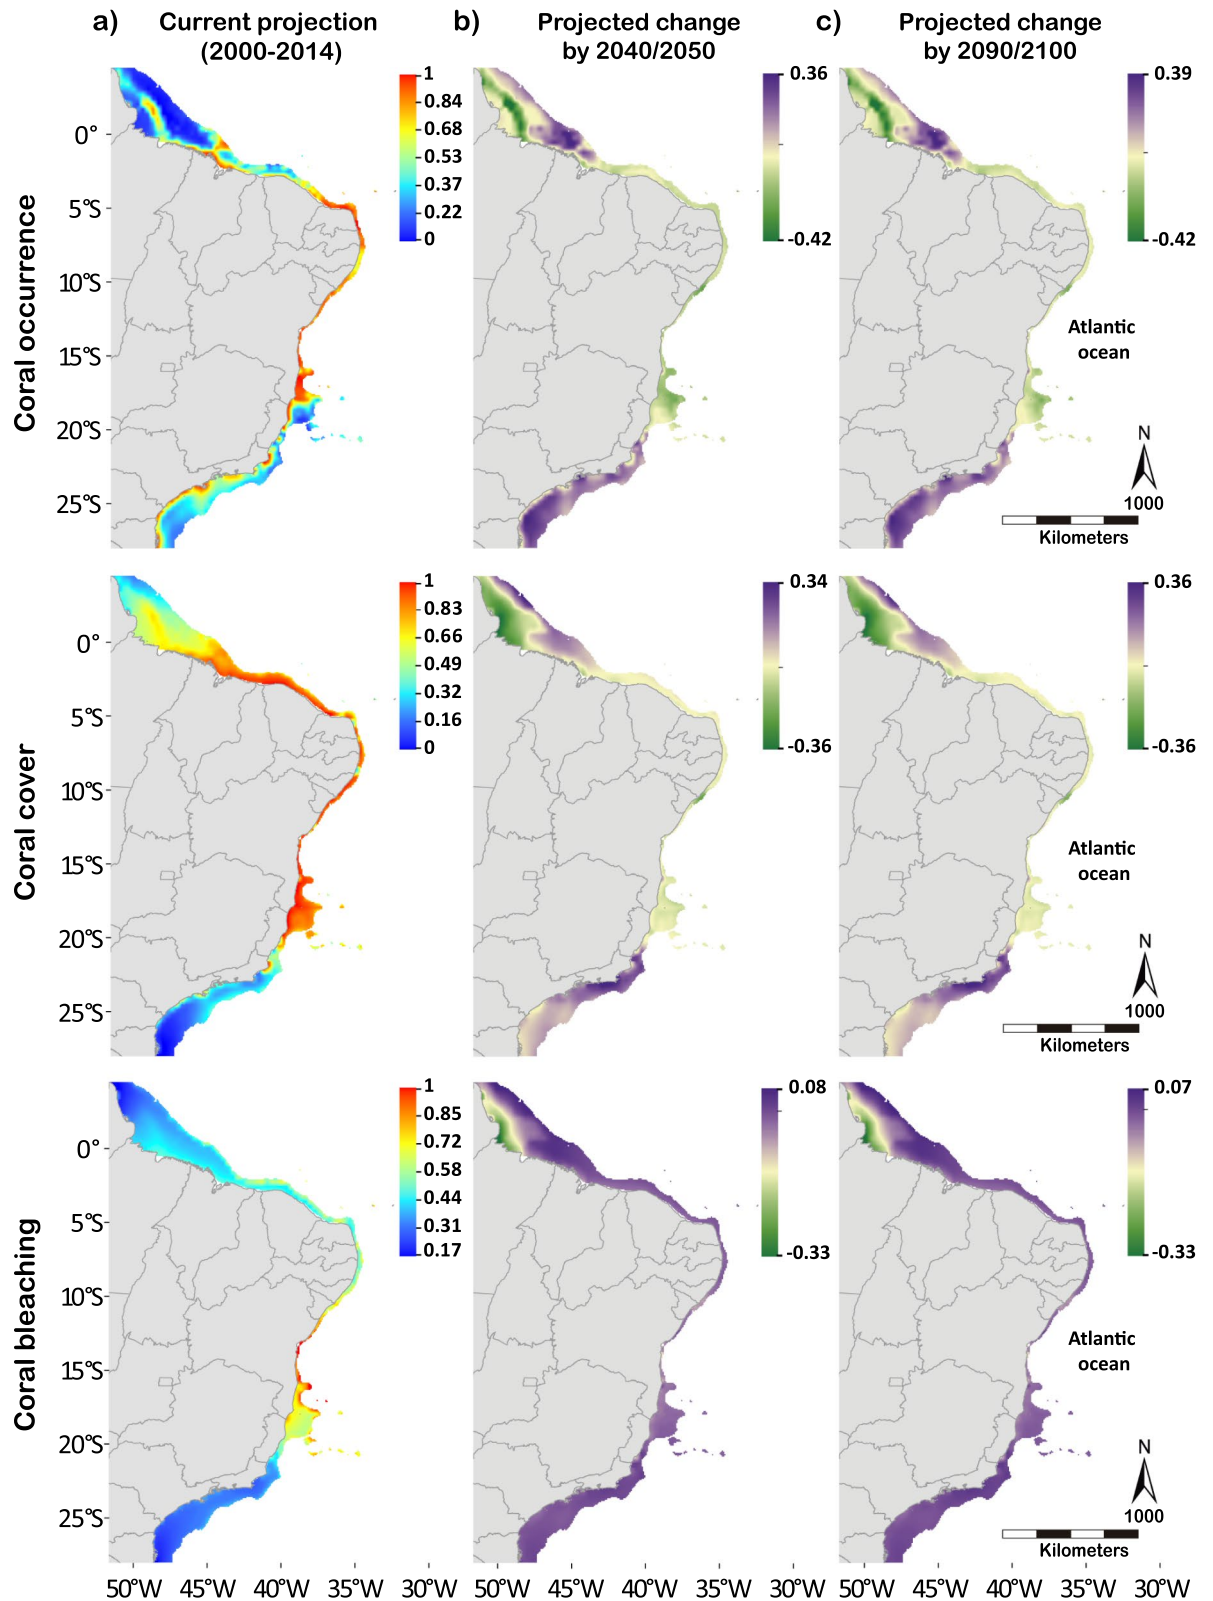 a) Current projection
(2000-2014)
b) Projected change
by 2040/2050
c) Projected change
by 2090/2100
Coral occurrence
0°
5°S
10°S
15°S
20°S
25°S
1
0.84
0.68
0.53
0.37
0.22
0
0.36
-0.42
0.39
-0.42
Atlantic
ocean
N
1000
Kilometers
Coral cover
0°
5°S
10°S
15°S
20°S
25°S
1
0.83
0.66
0.49
0.32
0.16
0
0.34
-0.36
0.36
-0.36
Atlantic
ocean
N
1000
Kilometers
Coral bleaching
0°
5°S
10°S
15°S
20°S
25°S
1
0.85
0.72
0.58
0.44
0.31
0.17
0.08
-0.33
0.07
-0.33
Atlantic
ocean
N
1000
Kilometers
50°W 45°W 40°W 35°W 30°W
50°W 45°W 40°W 35°W 30°W
50°W 45°W 40°W 35°W 30°W